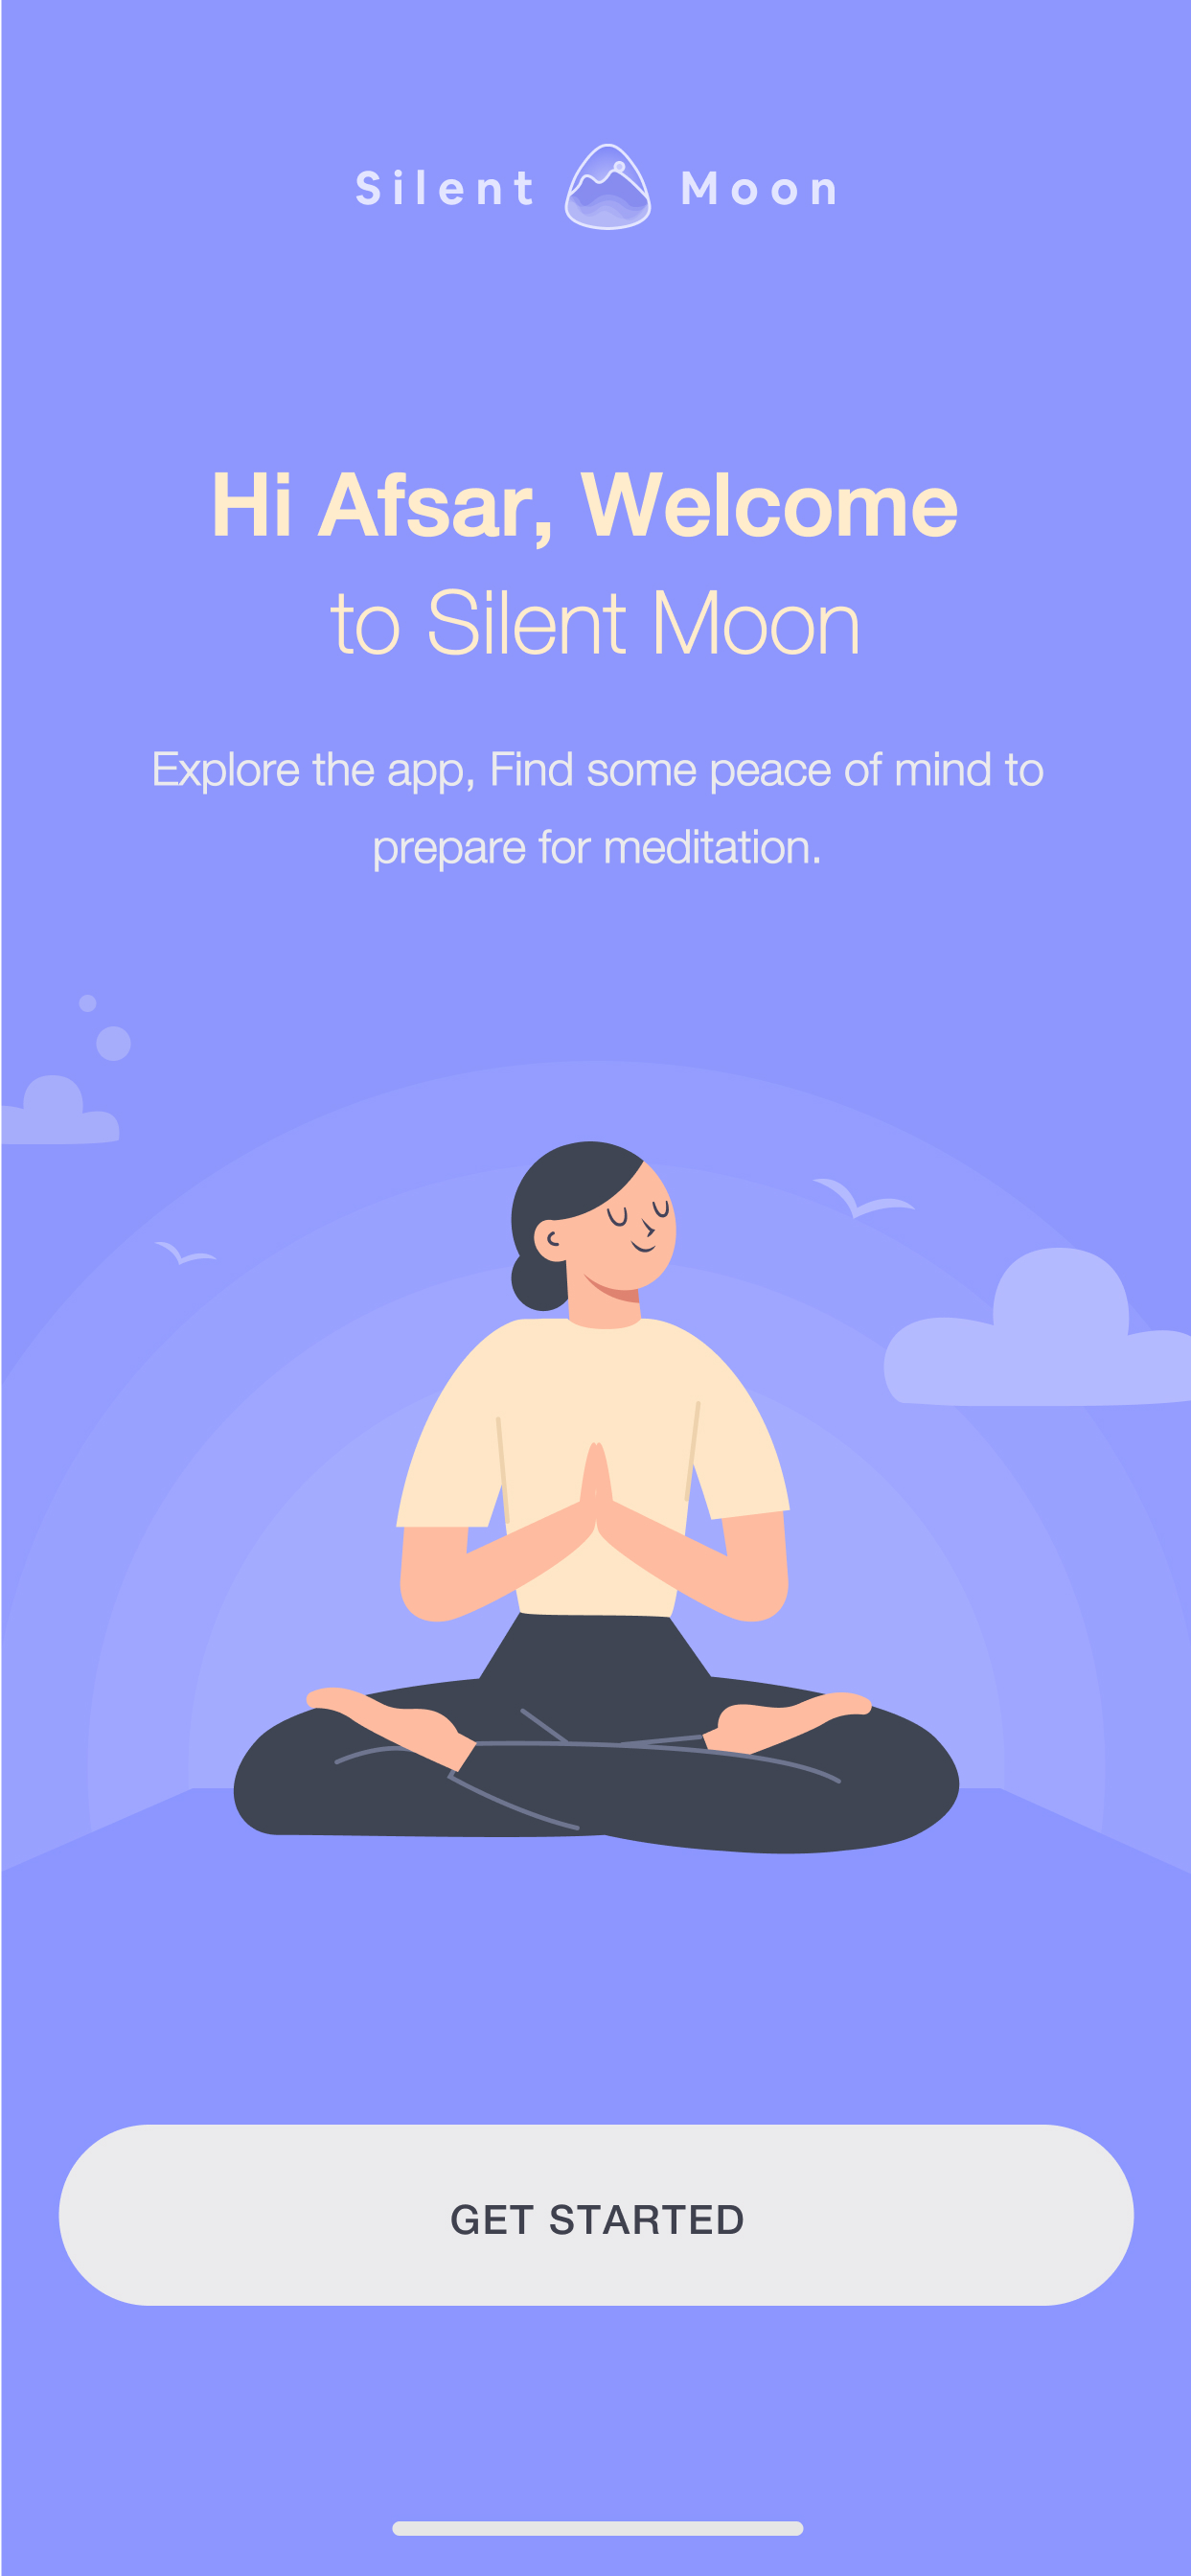 Silent Moon
Hi Afsar, Welcome
to Silent Moon
Explore the app, Find some peace of mind to
prepare for meditation.
GET STARTED